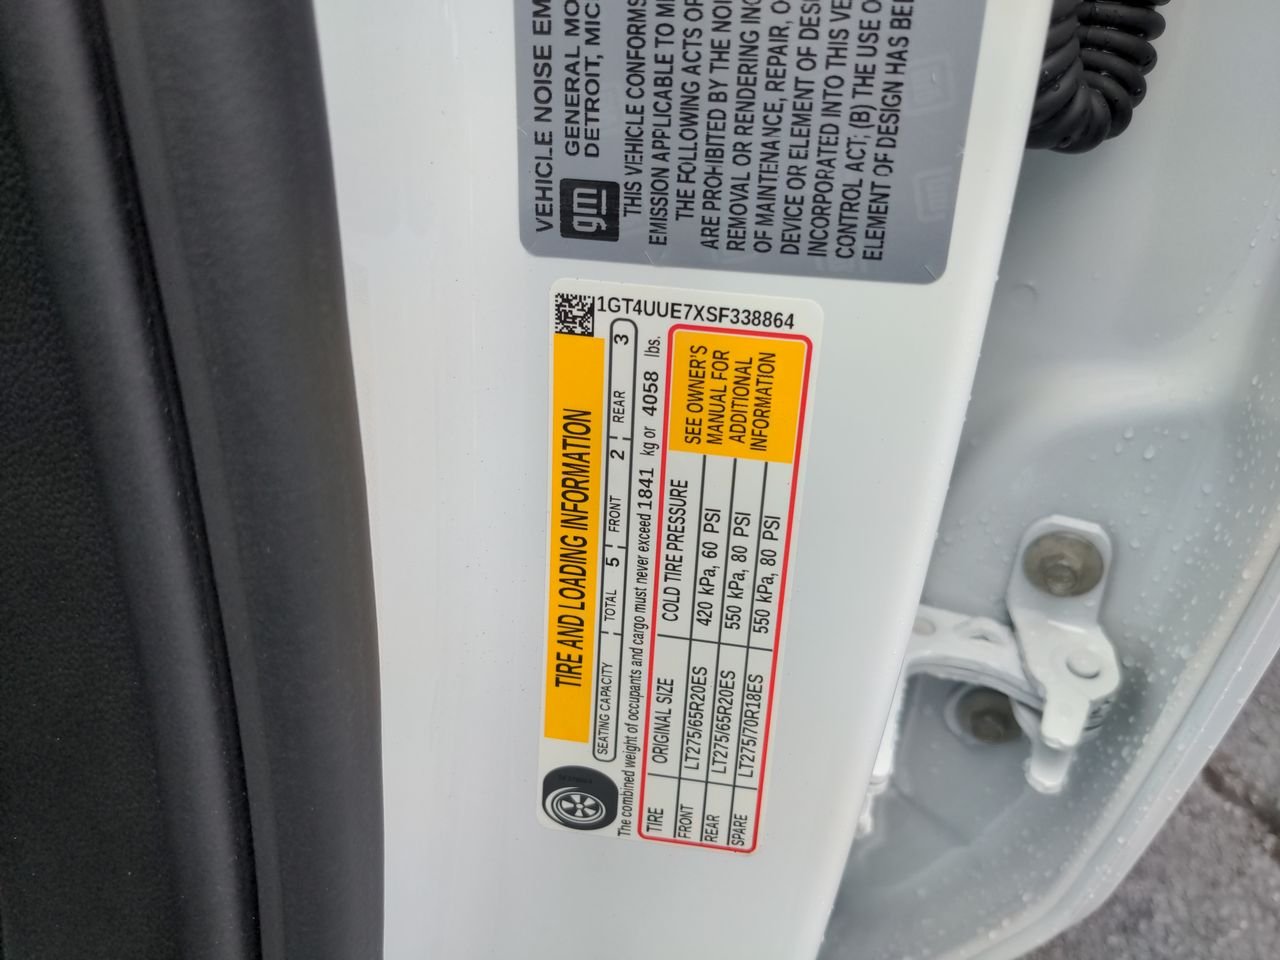 VEHICLE NOISE EM
gm
GENERAL MO
DETROIT, MIC
THIS VEHICLE CONFORMS
EMISSION APPLICABLE TO M
THE FOLLOWING ACTS OR
ARE PROHIBITED BY THE NOI
REMOVAL OR RENDERING INO
OF MAINTENANCE, REPAIR, O
DEVICE OR ELEMENT OF DESI
INCORPORATED INTO THIS VE
CONTROL ACT; (B) THE USE O
ELEMENT OF DESIGN HAS BEE
1GT4UUE7XSF338864
TIRE AND LOADING INFORMATION
SEATING CAPACITY TOTAL 5 FRONT 2 REAR 3
The combined weight of occupants and cargo must never exceed 1841 kg or 4058 lbs.
TIRE ORIGINAL SIZE COLD TIRE PRESSURE
FRONT LT275/65R20ES 420 kPa, 60 PSI
REAR LT275/65R20ES 550 kPa, 80 PSI
SPARE LT275/70R18ES 550 kPa, 80 PSI
SEE OWNER'S
MANUAL FOR
ADDITIONAL
INFORMATION